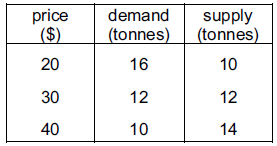 price demand supply
($) (tonnes) (tonnes)
20 16 10
30 12 12
40 10 14